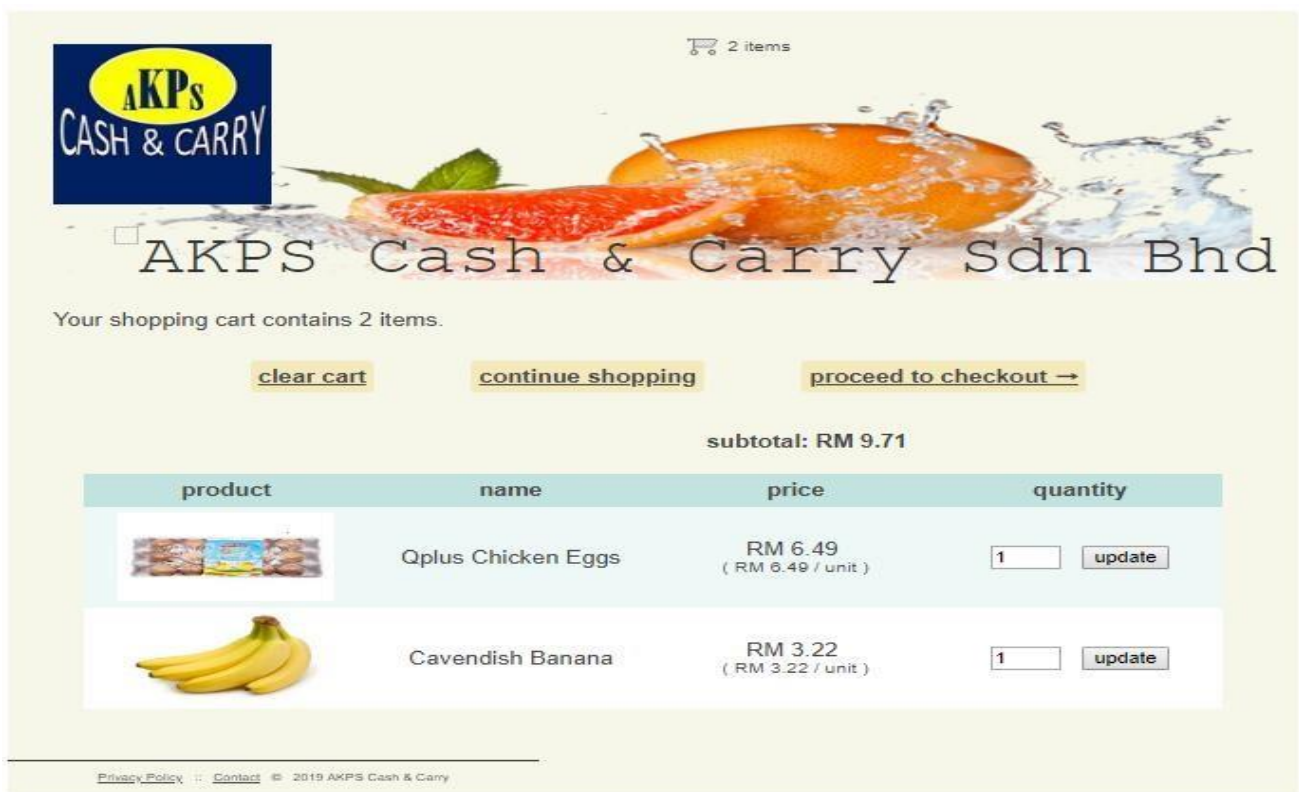 2 items
AKPS
CASH & CARRY
AKPS Cash & Carry Sdn Bhd
Your shopping cart contains 2 items.
clear cart continue shopping proceed to checkout →
subtotal: RM 9.71
product name price quantity
Qplus Chicken Eggs RM 6.49 1 update
( RM 6.49 / unit )
Cavendish Banana RM 3.22 1 update
( RM 3.22 / unit )
Privacy Policy :: Contact © 2019 AKPS Cash & Carry